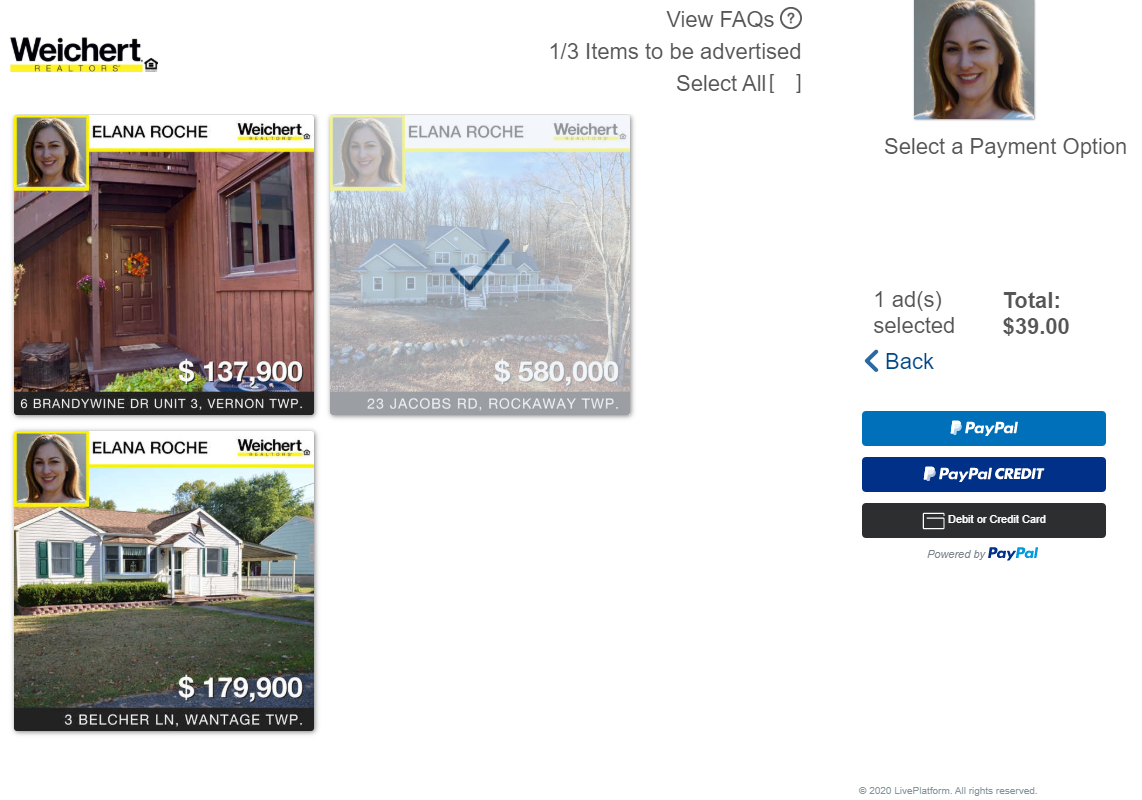 View FAQs ?
1/3 Items to be advertised
Select All[ ]
Weichert
REALTORS®
ELANA ROCHE
Weichert
REALTORS
3
$ 137,900
6 BRANDYWINE DR UNIT 3, VERNON TWP.
ELANA ROCHE
Weichert
REALTORS
$ 580,000
23 JACOBS RD, ROCKAWAY TWP.
ELANA ROCHE
Weichert
REALTORS
$ 179,900
3 BELCHER LN, WANTAGE TWP.
Select a Payment Option
1 ad(s)
selected
Total:
$39.00
Back
PayPal
PayPal CREDIT
Debit or Credit Card
Powered by PayPal
© 2020 LivePlatform. All rights reserved.